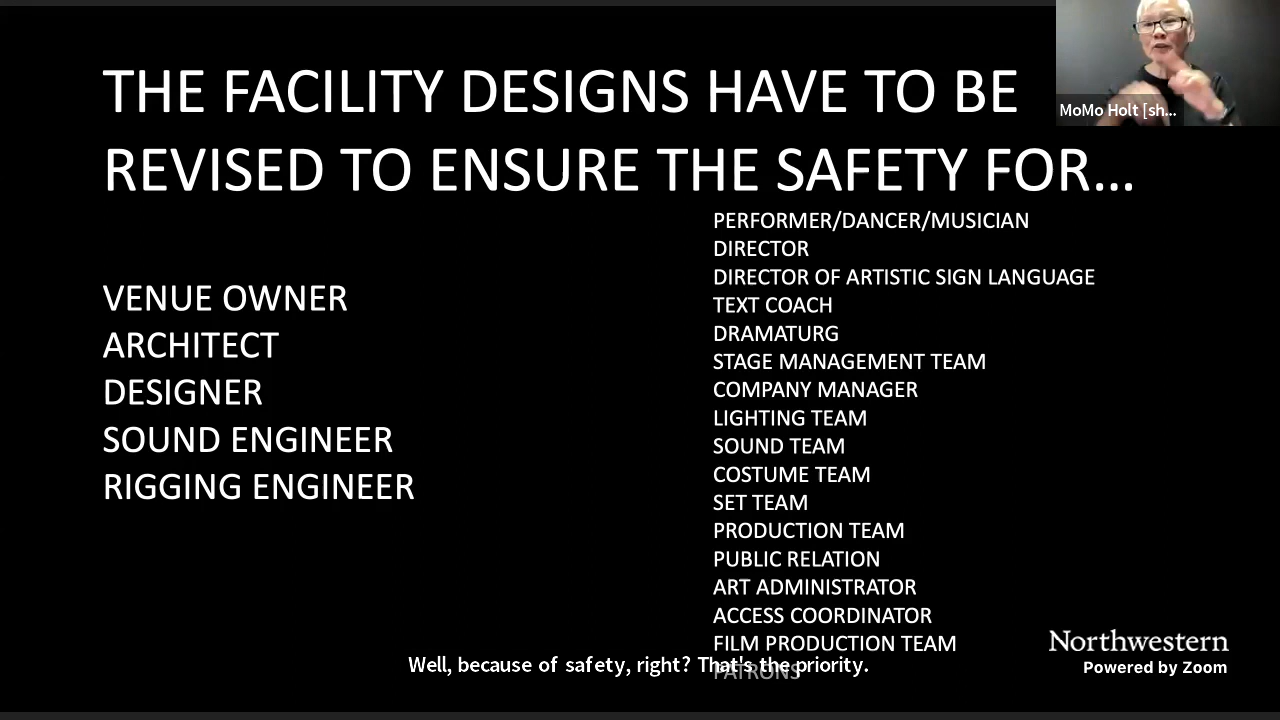 THE FACILITY DESIGNS HAVE TO BE
REVISED TO ENSURE THE SAFETY FOR...
MoMo Holt [sh...
VENUE OWNER
ARCHITECT
DESIGNER
SOUND ENGINEER
RIGGING ENGINEER
PERFORMER/DANCER/MUSICIAN
DIRECTOR
DIRECTOR OF ARTISTIC SIGN LANGUAGE
TEXT COACH
DRAMATURG
STAGE MANAGEMENT TEAM
COMPANY MANAGER
LIGHTING TEAM
SOUND TEAM
COSTUME TEAM
SET TEAM
PRODUCTION TEAM
PUBLIC RELATION
ART ADMINISTRATOR
ACCESS COORDINATOR
FILM PRODUCTION TEAM
PATRONS
Well, because of safety, right? That's the priority.
Northwestern
Powered by Zoom